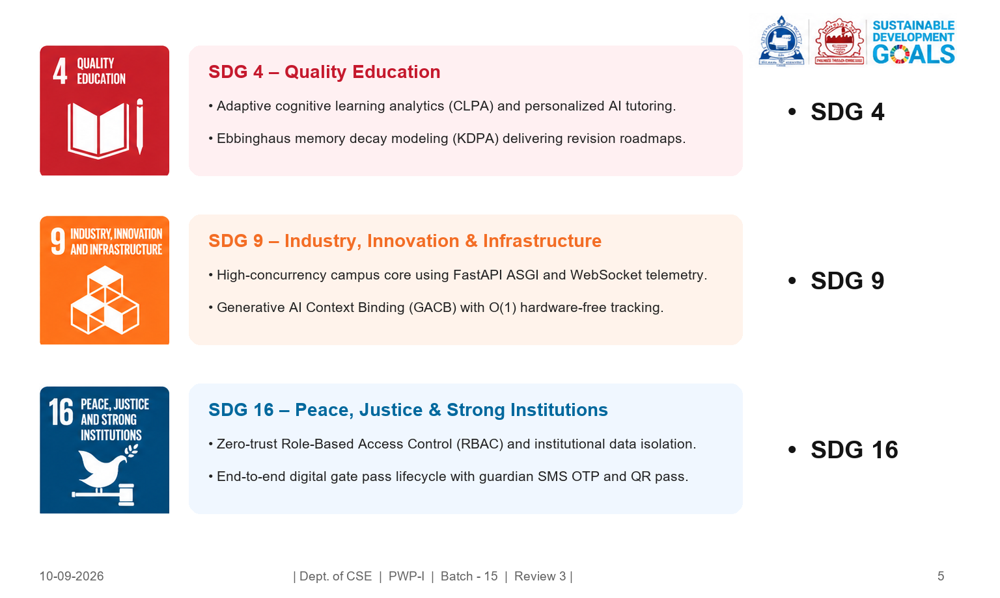 SUSTAINABLE
DEVELOPMENT
GOALS
4 QUALITY
EDUCATION
SDG 4 – Quality Education
• Adaptive cognitive learning analytics (CLPA) and personalized AI tutoring.
• Ebbinghaus memory decay modeling (KDPA) delivering revision roadmaps.
• SDG 4
9 INDUSTRY, INNOVATION
AND INFRASTRUCTURE
SDG 9 – Industry, Innovation & Infrastructure
• High-concurrency campus core using FastAPI ASGI and WebSocket telemetry.
• Generative AI Context Binding (GACB) with O(1) hardware-free tracking.
• SDG 9
16 PEACE, JUSTICE
AND STRONG
INSTITUTIONS
SDG 16 – Peace, Justice & Strong Institutions
• Zero-trust Role-Based Access Control (RBAC) and institutional data isolation.
• End-to-end digital gate pass lifecycle with guardian SMS OTP and QR pass.
• SDG 16
10-09-2026
| Dept. of CSE | PWP-I | Batch - 15 | Review 3 |
5